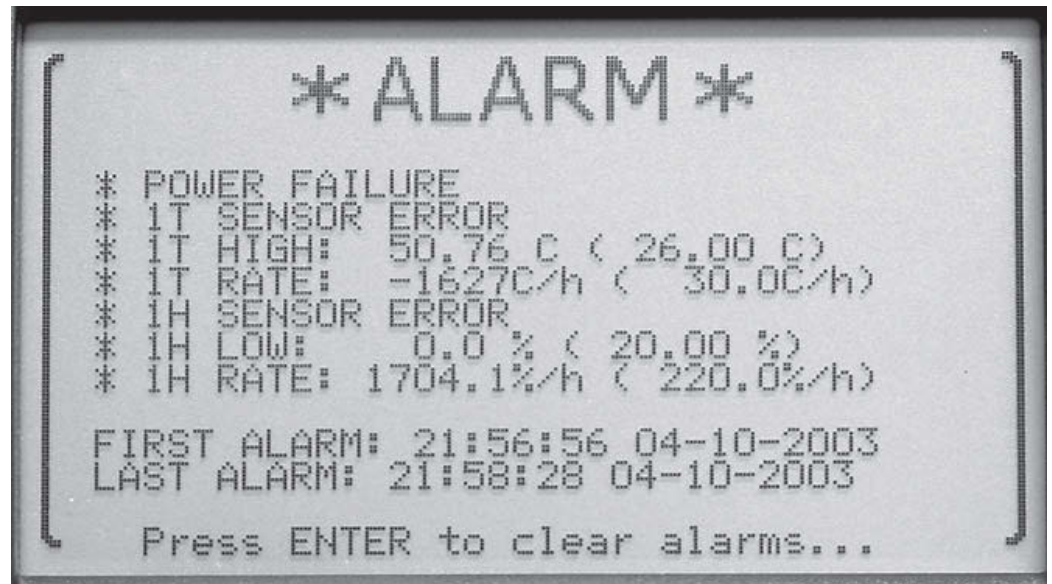 *ALARM*
* POWER FAILURE
* 1T SENSOR ERROR
* 1T HIGH: 50.76 C ( 26.00 C)
* 1T RATE: -1627C/h ( 30.0C/h)
* 1H SENSOR ERROR
* 1H LOW: 0.0 % ( 20.00 %)
* 1H RATE: 1704.1%/h ( 220.0%/h)
FIRST ALARM: 21:56:56 04-10-2003
LAST ALARM: 21:58:28 04-10-2003
Press ENTER to clear alarms...